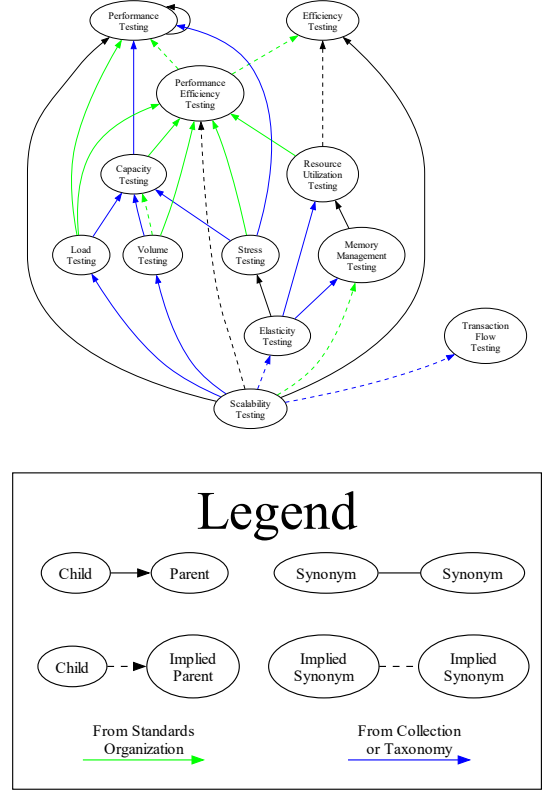 Performance
Testing
Efficiency
Testing
Performance
Efficiency
Testing
Capacity
Testing
Resource
Utilization
Testing
Load
Testing
Volume
Testing
Stress
Testing
Memory
Management
Testing
Elasticity
Testing
Transaction
Flow
Testing
Scalability
Testing
Legend
Child
Parent
Synonym
Synonym
Child
Implied
Parent
Implied
Synonym
Implied
Synonym
From Standards
Organization
From Collection
or Taxonomy